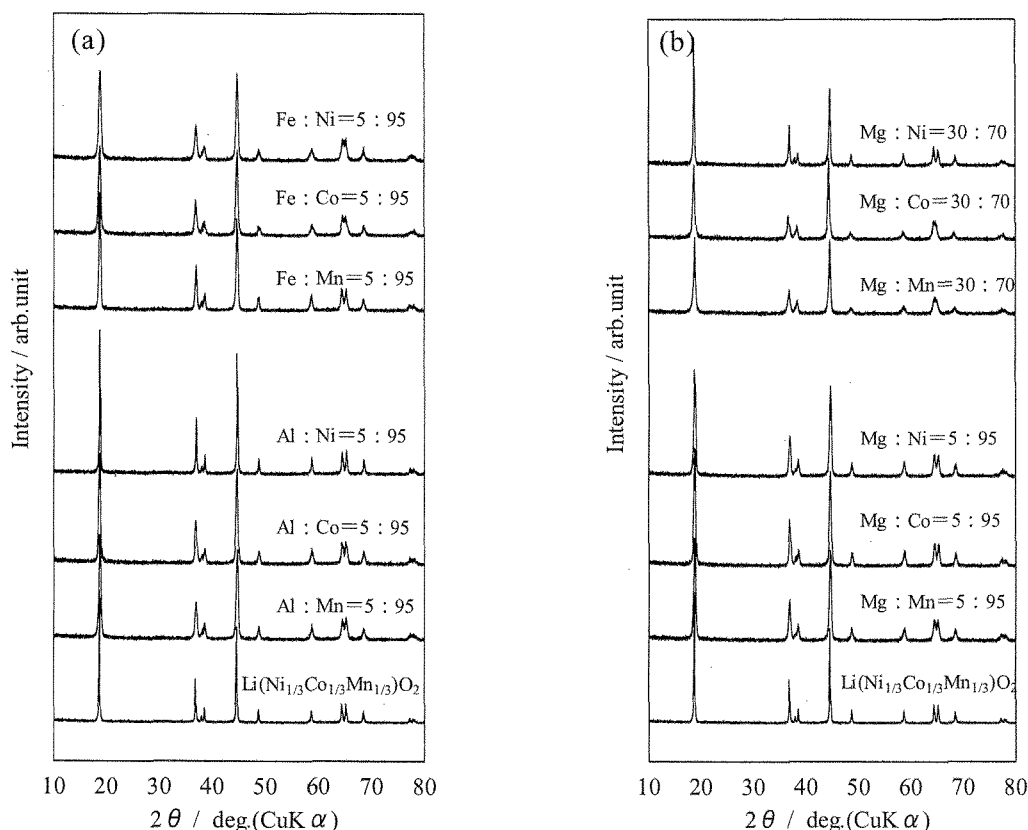 (a)
Fe : Ni=5 : 95
Fe : Co=5 : 95
Fe : Mn=5 : 95
Al : Ni=5 : 95
Al : Co=5 : 95
Al : Mn=5 : 95
Li(Ni1/3Co1/3Mn1/3)O2
Intensity / arb.unit
10 20 30 40 50 60 70 80
2 θ / deg.(CuK α)
(b)
Mg : Ni=30 : 70
Mg : Co=30 : 70
Mg : Mn=30 : 70
Mg : Ni=5 : 95
Mg : Co=5 : 95
Mg : Mn=5 : 95
Li(Ni1/3Co1/3Mn1/3)O2
Intensity / arb.unit
10 20 30 40 50 60 70 80
2 θ / deg.(CuK α)